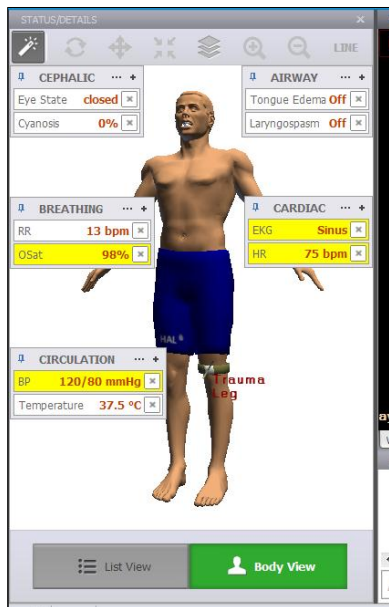 STATUS/DETAILS
LINE
CEPHALIC
Eye State closed
Cyanosis 0%
AIRWAY
Tongue Edema Off
Laryngospasm Off
BREATHING
RR 13 bpm
OSat 98%
CARDIAC
EKG Sinus
HR 75 bpm
HAL
CIRCULATION
BP 120/80 mmHg
Temperature 37.5 °C
Trauma
Leg
List View
Body View